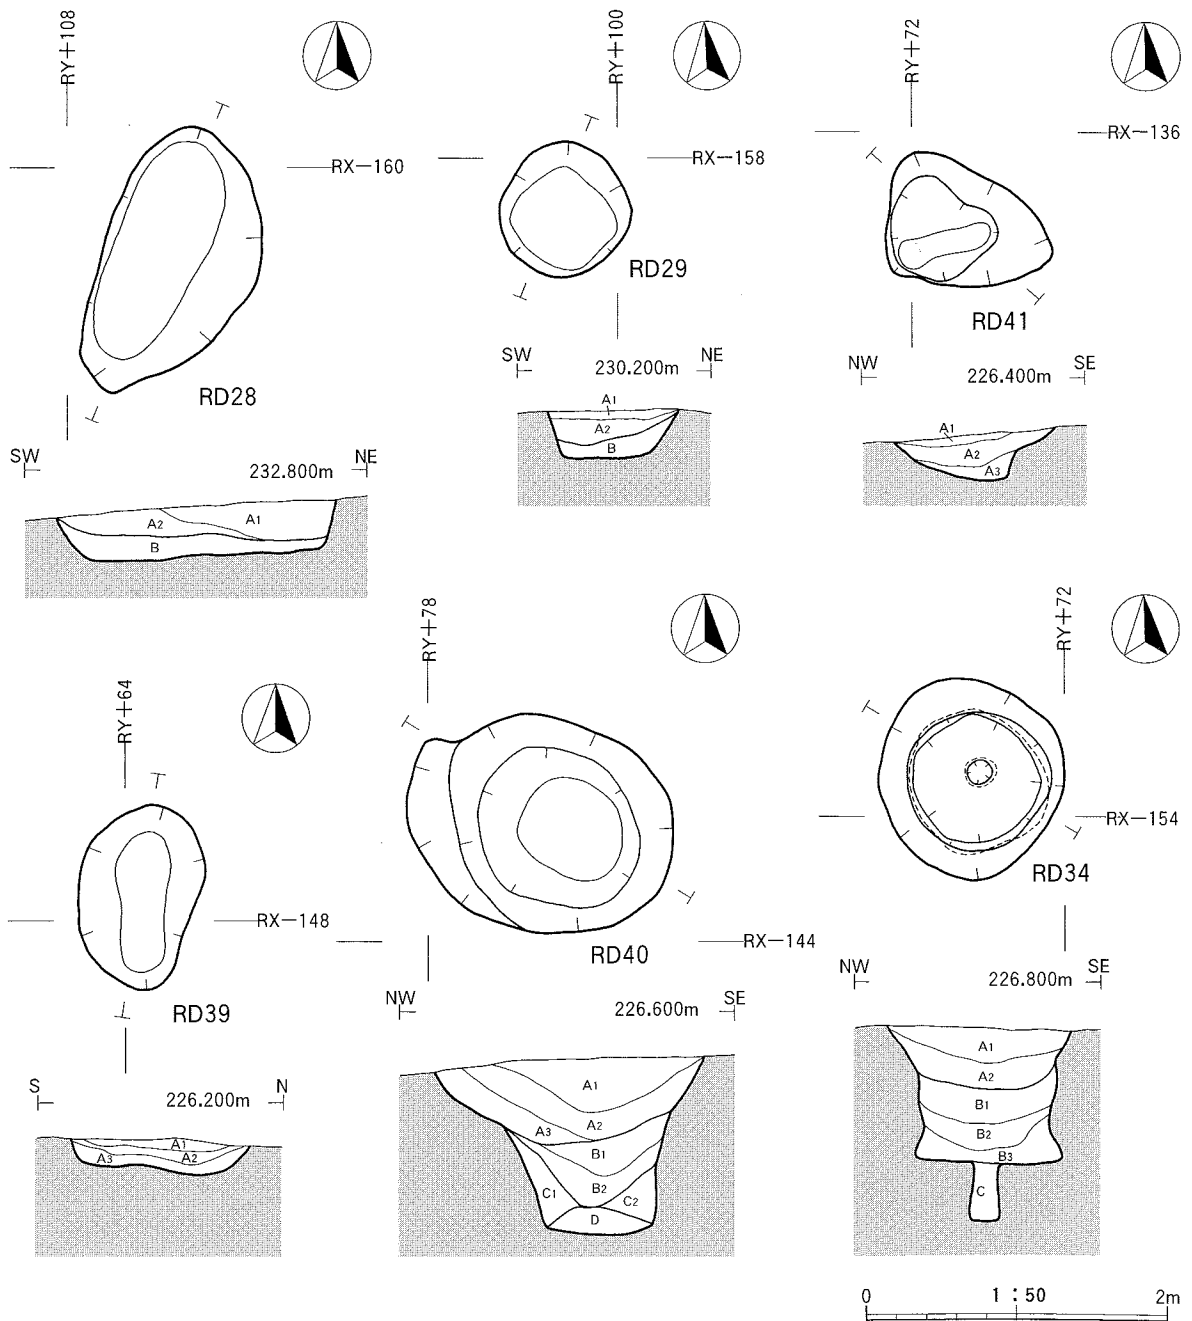 RY+108
RX-160
RD28
SW
232.800m
NE
A1
A2
B
RY+100
RX-158
RD29
SW
230.200m
NE
A1
A2
B
RY+72
RX-136
RD41
NW
226.400m
SE
A1
A2
A3
RY+64
RX-148
RD39
S
226.200m
N
A1
A3
A2
RY+78
RX-144
RD40
NW
226.600m
SE
A1
A2
A3
B1
B2
C1
C2
D
RY+72
RX-154
RD34
NW
226.800m
SE
A1
A2
B1
B2
B3
C
0
1:50
2m